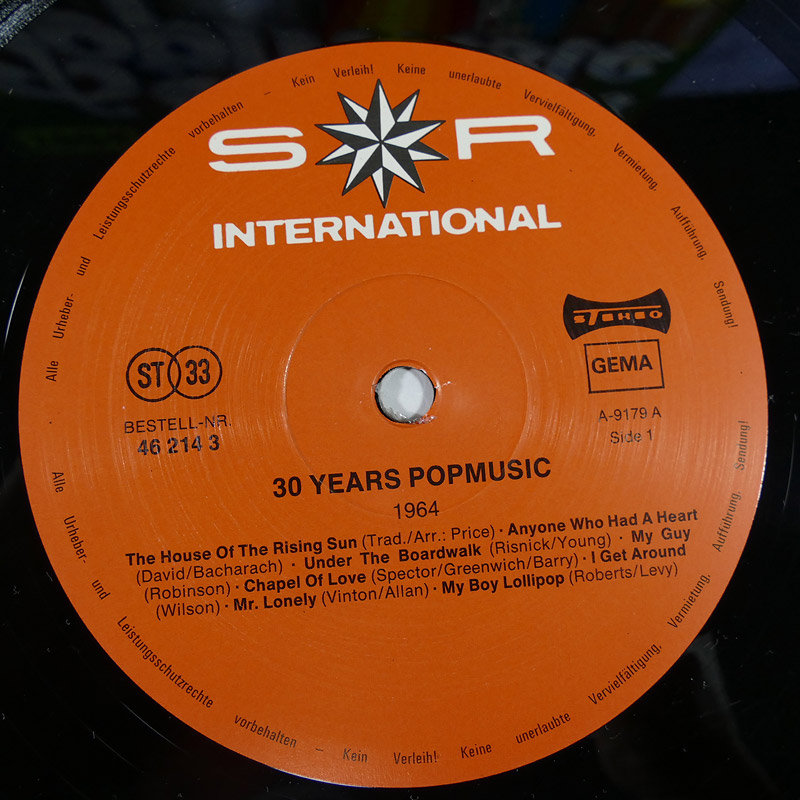 Alle Urheber- und Leistungsschutzrechte vorbehalten – Kein Verleih! Keine unerlaubte Vervielfältigung, Vermietung, Aufführung, Sendung!
S R
INTERNATIONAL
STEREO
ST 33
GEMA
BESTELL-NR.
46 214 3
A-9179 A
Side 1
30 YEARS POPMUSIC
1964
The House Of The Rising Sun (Trad./Arr.: Price) · Anyone Who Had A Heart
(David/Bacharach) · Under The Boardwalk (Risnick/Young) · My Guy
(Robinson) · Chapel Of Love (Spector/Greenwich/Barry) · I Get Around
(Wilson) · Mr. Lonely (Vinton/Allan) · My Boy Lollipop (Roberts/Levy)
· Alle Urheber- und Leistungsschutzrechte vorbehalten – Kein Verleih! Keine unerlaubte Vervielfältigung, Vermietung, Aufführung, Sendung!